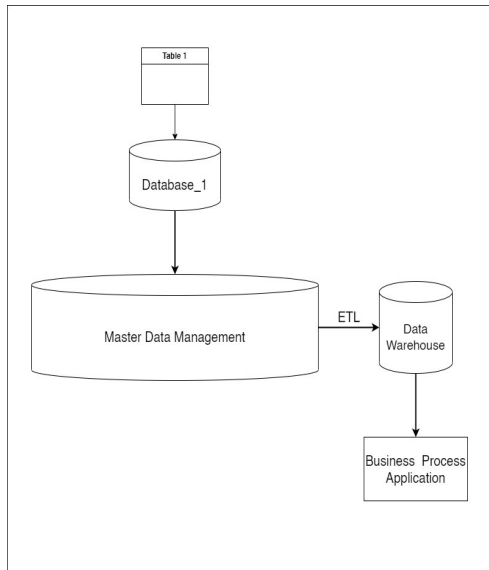 Table 1
Database_1
Master Data Management
ETL
Data
Warehouse
Business Process
Application